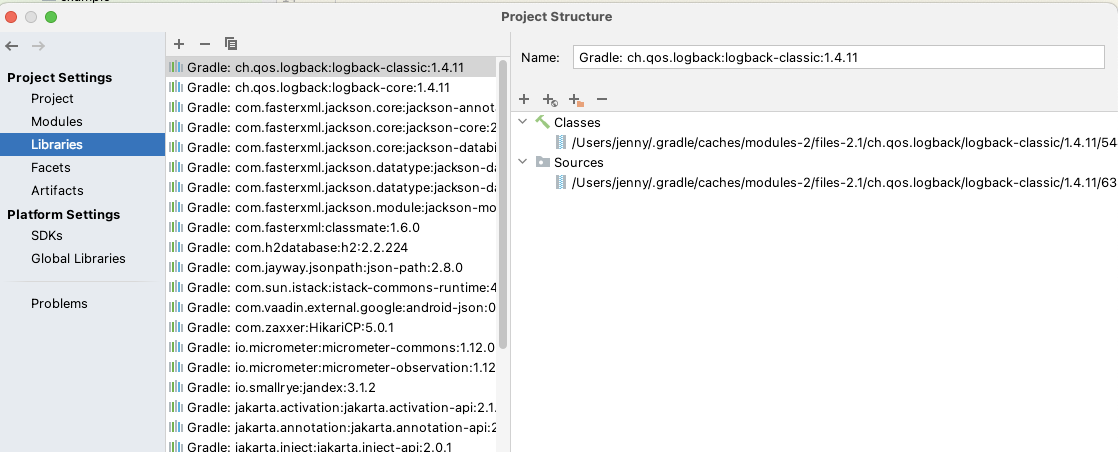 Project Structure
Project Settings
Project
Modules
Libraries
Facets
Artifacts
Platform Settings
SDKs
Global Libraries
Problems
Gradle: ch.qos.logback:logback-classic:1.4.11
Gradle: ch.qos.logback:logback-core:1.4.11
Gradle: com.fasterxml.jackson.core:jackson-annota
Gradle: com.fasterxml.jackson.core:jackson-core:2
Gradle: com.fasterxml.jackson.core:jackson-databi
Gradle: com.fasterxml.jackson.datatype:jackson-da
Gradle: com.fasterxml.jackson.datatype:jackson-da
Gradle: com.fasterxml.jackson.module:jackson-mo
Gradle: com.fasterxml:classmate:1.6.0
Gradle: com.h2database:h2:2.2.224
Gradle: com.jayway.jsonpath:json-path:2.8.0
Gradle: com.sun.istack:istack-commons-runtime:4
Gradle: com.vaadin.external.google:android-json:0
Gradle: com.zaxxer:HikariCP:5.0.1
Gradle: io.micrometer:micrometer-commons:1.12.0
Gradle: io.micrometer:micrometer-observation:1.12
Gradle: io.smallrye:jandex:3.1.2
Gradle: jakarta.activation:jakarta.activation-api:2.1.
Gradle: jakarta.annotation:jakarta.annotation-api:2
Gradle: jakarta.inject:jakarta.inject-api:2.0.1
Name: Gradle: ch.qos.logback:logback-classic:1.4.11
Classes
/Users/jenny/.gradle/caches/modules-2/files-2.1/ch.qos.logback/logback-classic/1.4.11/54
Sources
/Users/jenny/.gradle/caches/modules-2/files-2.1/ch.qos.logback/logback-classic/1.4.11/63